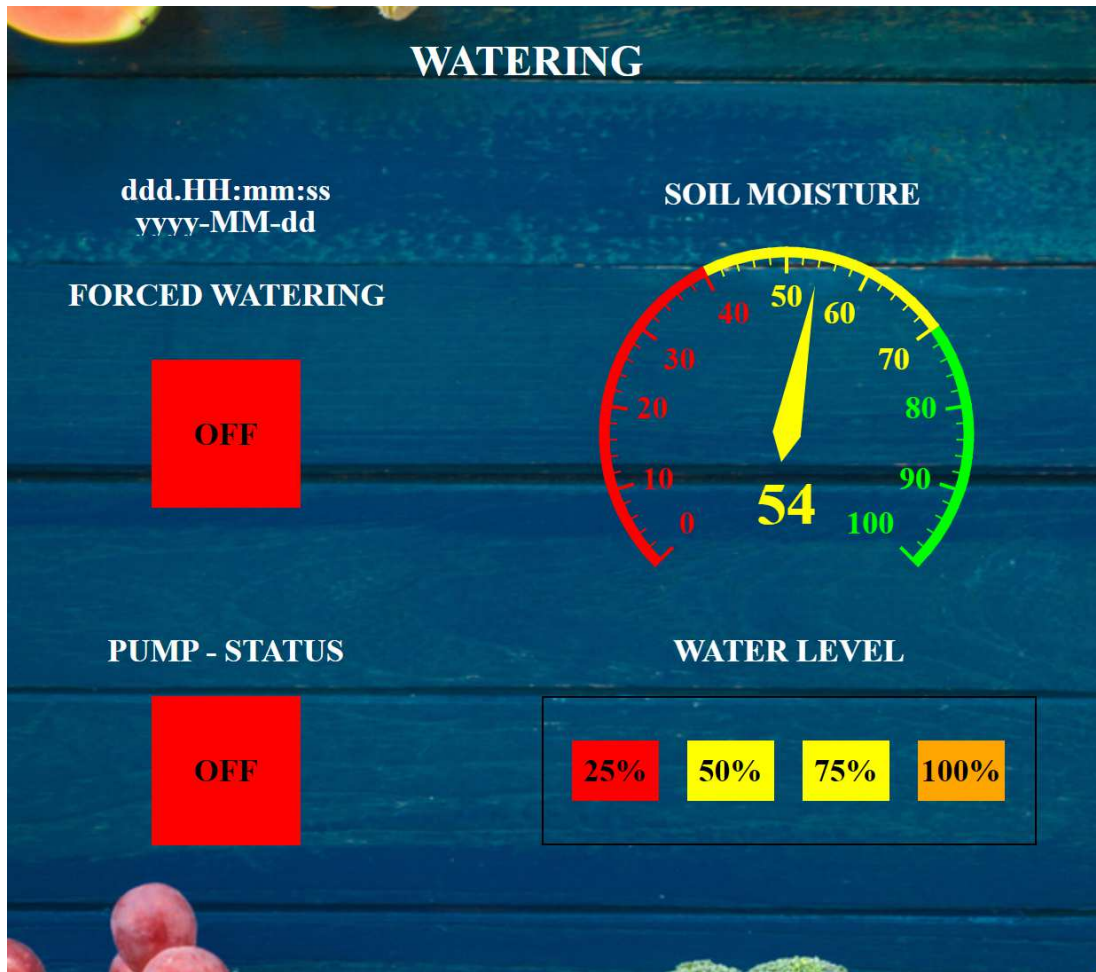 WATERING
ddd.HH:mm:ss
yyyy-MM-dd
FORCED WATERING
OFF
SOIL MOISTURE
0
10
20
30
40
50
60
70
80
90
100
54
PUMP - STATUS
OFF
WATER LEVEL
25% 50% 75% 100%